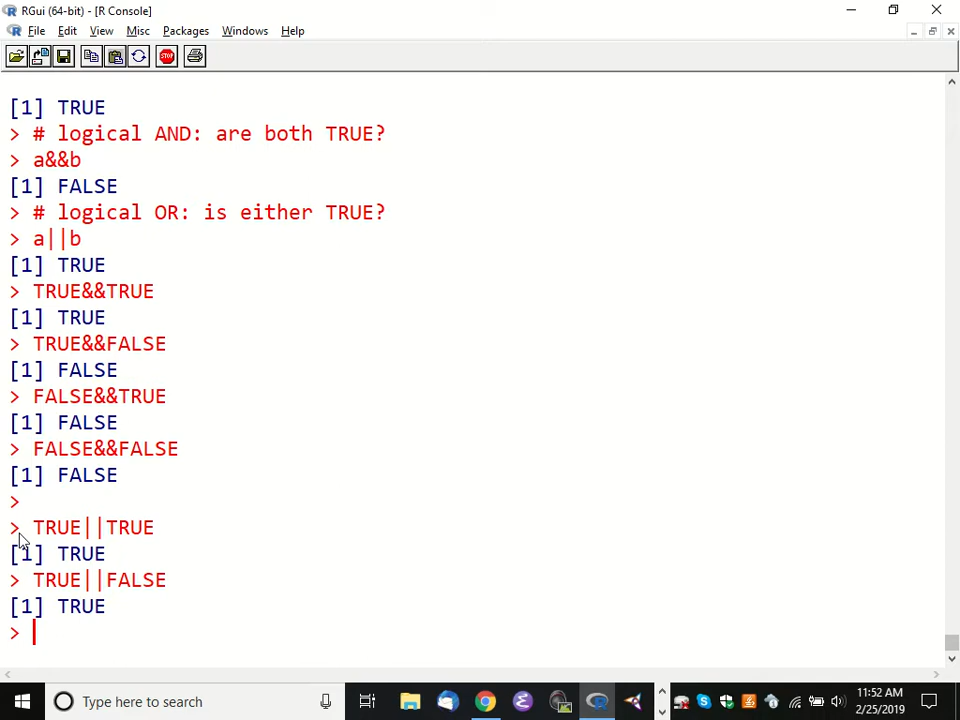 RGui (64-bit) - [R Console]
File Edit View Misc Packages Windows Help
[1] TRUE
> # logical AND: are both TRUE?
> a&&b
[1] FALSE
> # logical OR: is either TRUE?
> a||b
[1] TRUE
> TRUE&&TRUE
[1] TRUE
> TRUE&&FALSE
[1] FALSE
> FALSE&&TRUE
[1] FALSE
> FALSE&&FALSE
[1] FALSE
>
> TRUE||TRUE
[1] TRUE
> TRUE||FALSE
[1] TRUE
>
Type here to search
11:52 AM
2/25/2019